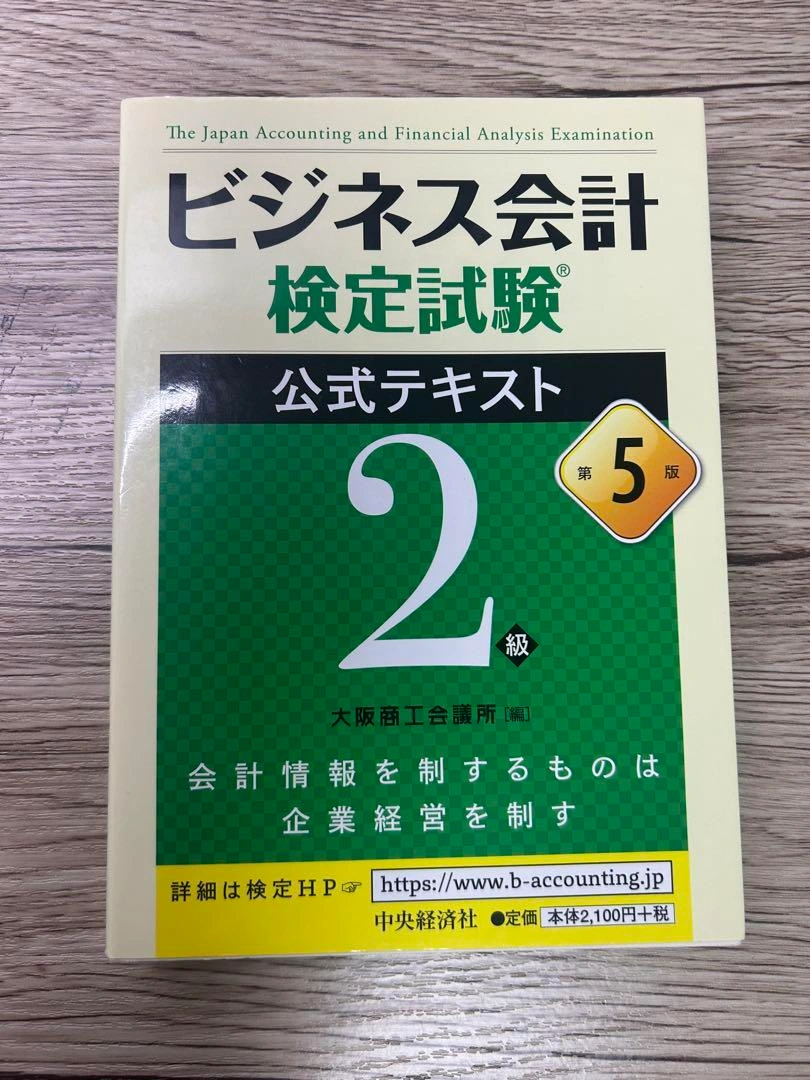 The Japan Accounting and Financial Analysis Examination
ビジネス会計
検定試験®
公式テキスト
第5版
2級
大阪商工会議所[編]
会計情報を制するものは
企業経営を制す
詳細は検定HP☞ https://www.b-accounting.jp
中央経済社 ●定価 本体2,100円+税